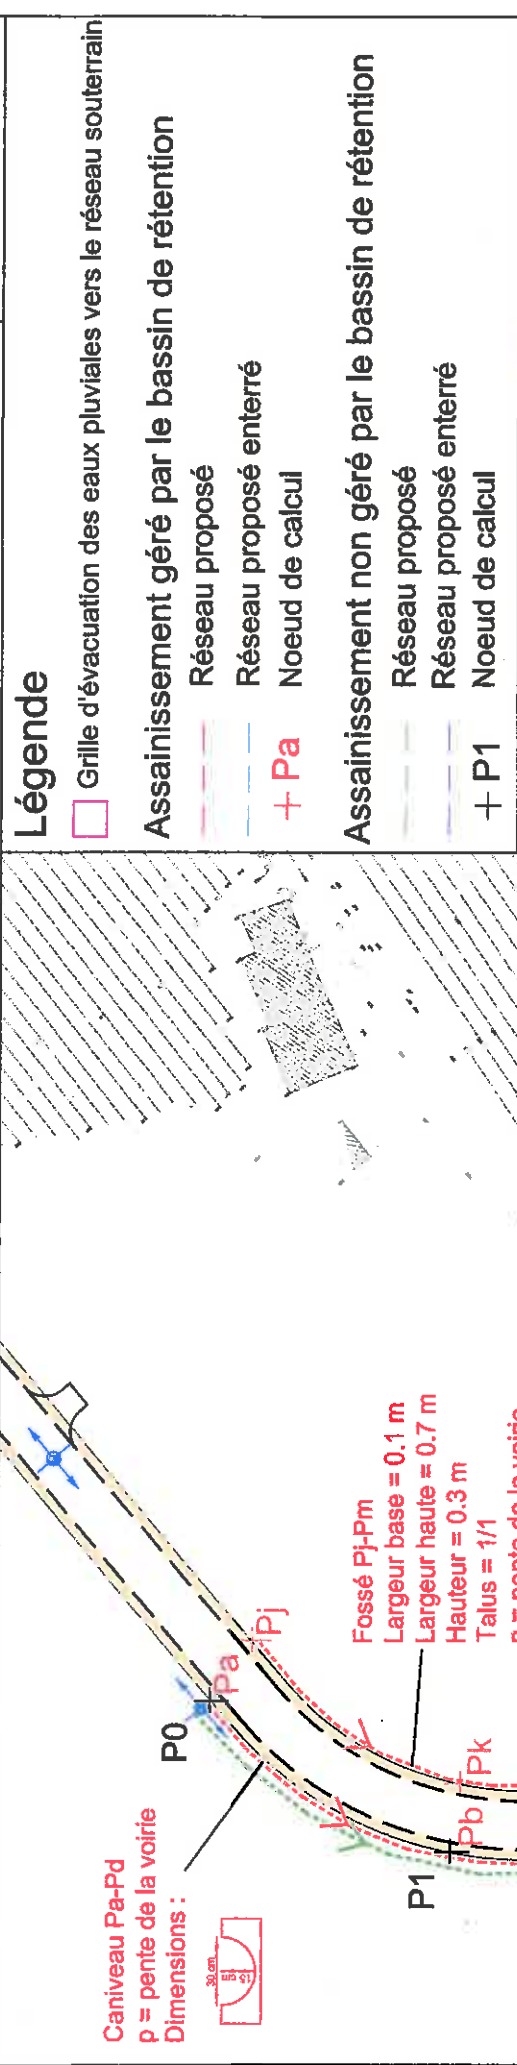 Légende
Grille d'évacuation des eaux pluviales vers le réseau souterrain
Assainissement géré par le bassin de rétention
Réseau proposé
Réseau proposé enterré
Pa
Noeud de calcul
Assainissement non géré par le bassin de rétention
Réseau proposé
Réseau proposé enterré
P1
Noeud de calcul
Caniveau Pa-Pd
p = pente de la voirie
Dimensions :
30 cm
P0
Pa
Pj
Fossé Pj-Pm
Largeur base = 0.1 m
Largeur haute = 0.7 m
Hauteur = 0.3 m
Talus = 1/1
p = pente de la voirie
P1
Pb
Pk